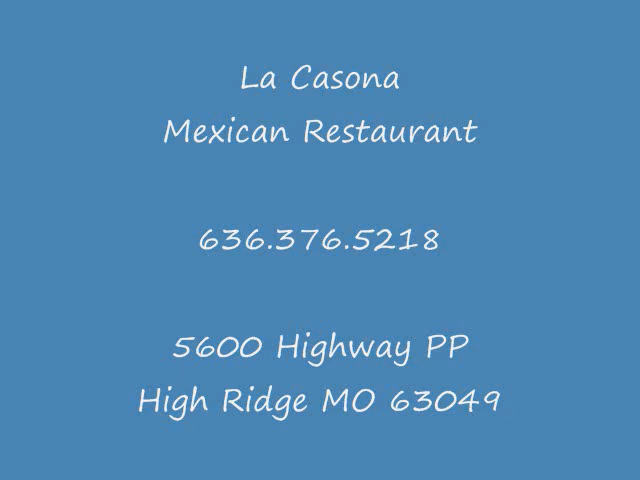 La Casona
Mexican Restaurant
636.376.5218
5600 Highway PP
High Ridge MO 63049